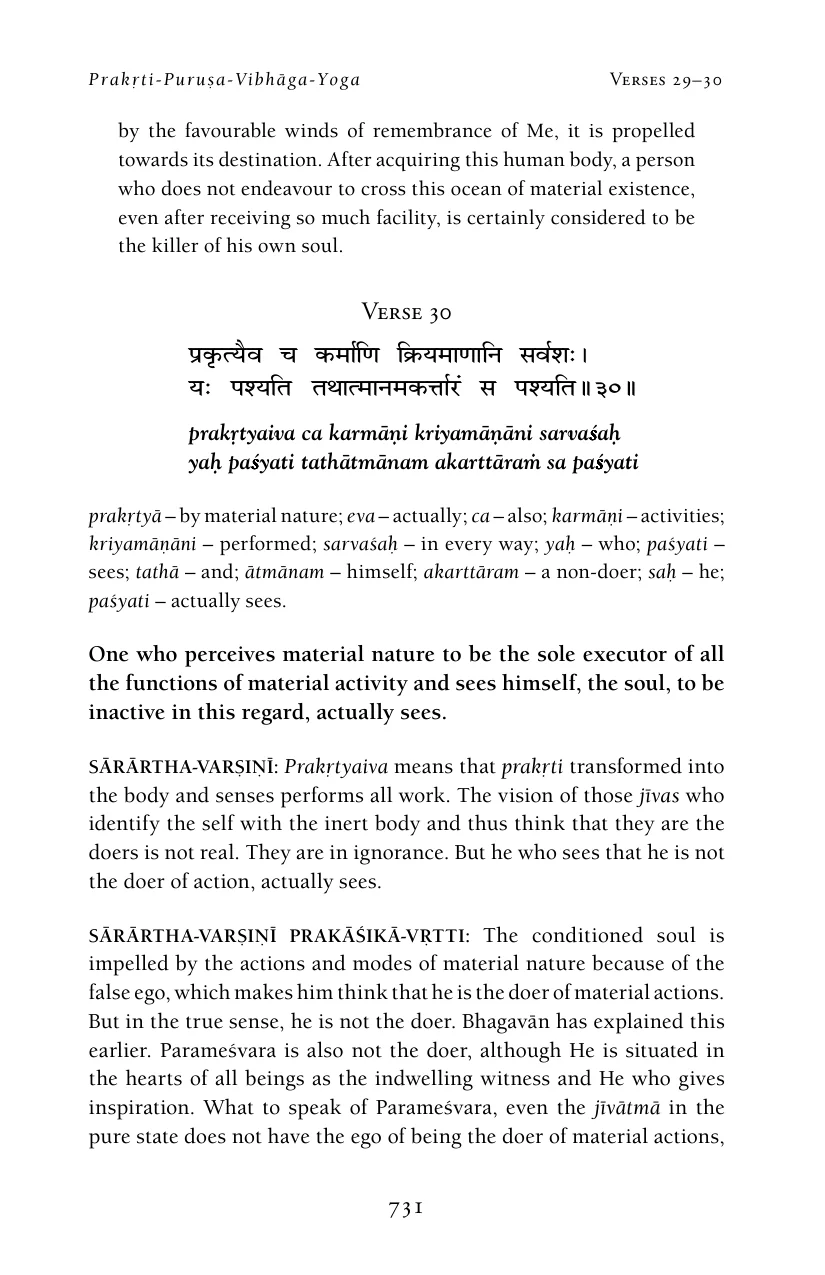 Prakṛti-Puruṣa-Vibhāga-Yoga VERSES 29–30
by the favourable winds of remembrance of Me, it is propelled
towards its destination. After acquiring this human body, a person
who does not endeavour to cross this ocean of material existence,
even after receiving so much facility, is certainly considered to be
the killer of his own soul.
VERSE 30
प्रकृत्यैव च कर्माणि क्रियमाणानि सर्वशः।
यः पश्यति तथात्मानमकर्त्तारं स पश्यति॥३०॥
prakṛtyaiva ca karmāṇi kriyamāṇāni sarvaśaḥ
yaḥ paśyati tathātmānam akarttāraṁ sa paśyati
prakṛtyā – by material nature; eva – actually; ca – also; karmāṇi – activities;
kriyamāṇāni – performed; sarvaśaḥ – in every way; yaḥ – who; paśyati –
sees; tathā – and; ātmānam – himself; akarttāram – a non-doer; saḥ – he;
paśyati – actually sees.
One who perceives material nature to be the sole executor of all
the functions of material activity and sees himself, the soul, to be
inactive in this regard, actually sees.
SĀRĀRTHA-VARṢIṆĪ: Prakṛtyaiva means that prakṛti transformed into
the body and senses performs all work. The vision of those jīvas who
identify the self with the inert body and thus think that they are the
doers is not real. They are in ignorance. But he who sees that he is not
the doer of action, actually sees.
SĀRĀRTHA-VARṢIṆĪ PRAKĀŚIKĀ-VṚTTI: The conditioned soul is
impelled by the actions and modes of material nature because of the
false ego, which makes him think that he is the doer of material actions.
But in the true sense, he is not the doer. Bhagavān has explained this
earlier. Parameśvara is also not the doer, although He is situated in
the hearts of all beings as the indwelling witness and He who gives
inspiration. What to speak of Parameśvara, even the jīvātmā in the
pure state does not have the ego of being the doer of material actions,
731